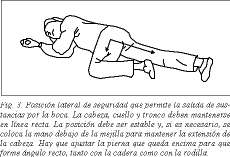 Fig. 3. Posición lateral de seguridad que permite la salida de sus-
tancias por la boca. La cabeza, cuello y tronco deben mantenerse
en línea recta. La posición debe ser estable y, si es necesario, se
coloca la mano debajo de la mejilla para mantener la extensión de
la cabeza. Hay que ajustar la pierna que queda encima para que
forme ángulo recto, tanto con la cadera como con la rodilla.